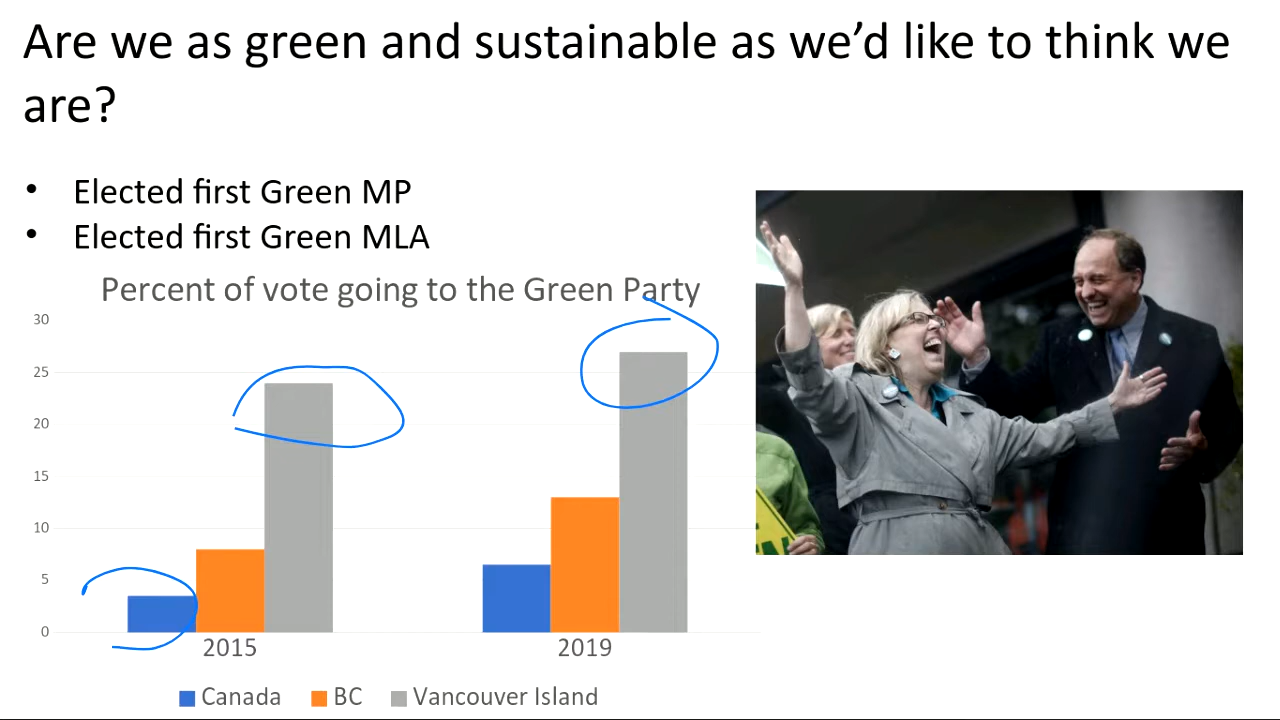 Are we as green and sustainable as we’d like to think we
are?
• Elected first Green MP
• Elected first Green MLA
Percent of vote going to the Green Party
30
25
20
15
10
5
0
2015 2019
Canada BC Vancouver Island